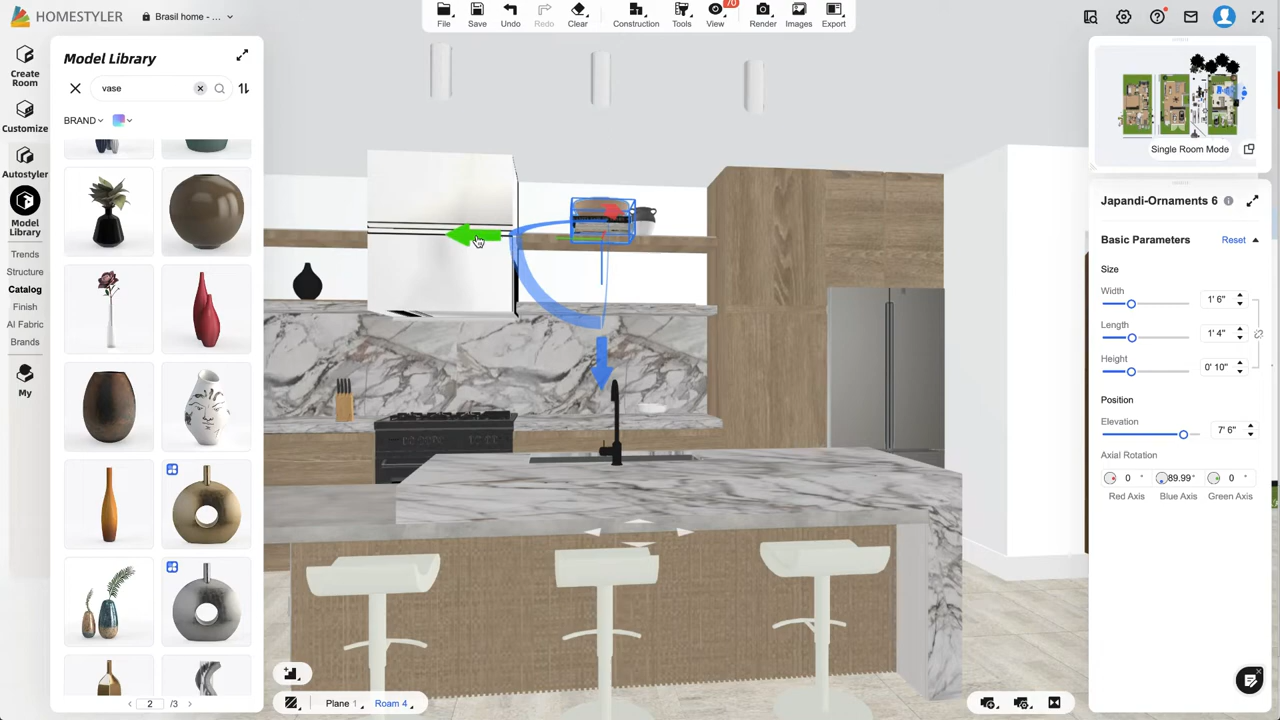 HOMESTYLER
Brasil home - ...
File
Save
Undo
Redo
Clear
Construction
Tools
View
70
Render
Images
Export
Create
Room
Customize
Autostyler
Model
Library
Trends
Structure
Catalog
Finish
AI Fabric
Brands
My
Model Library
vase
BRAND
2 /3
Plane 1
Roam 4
Single Room Mode
Japandi-Ornaments 6
Basic Parameters
Reset
Size
Width
1' 6"
Length
1' 4"
Height
0' 10"
Position
Elevation
7' 6"
Axial Rotation
0 °
89.99 °
0 °
Red Axis
Blue Axis
Green Axis